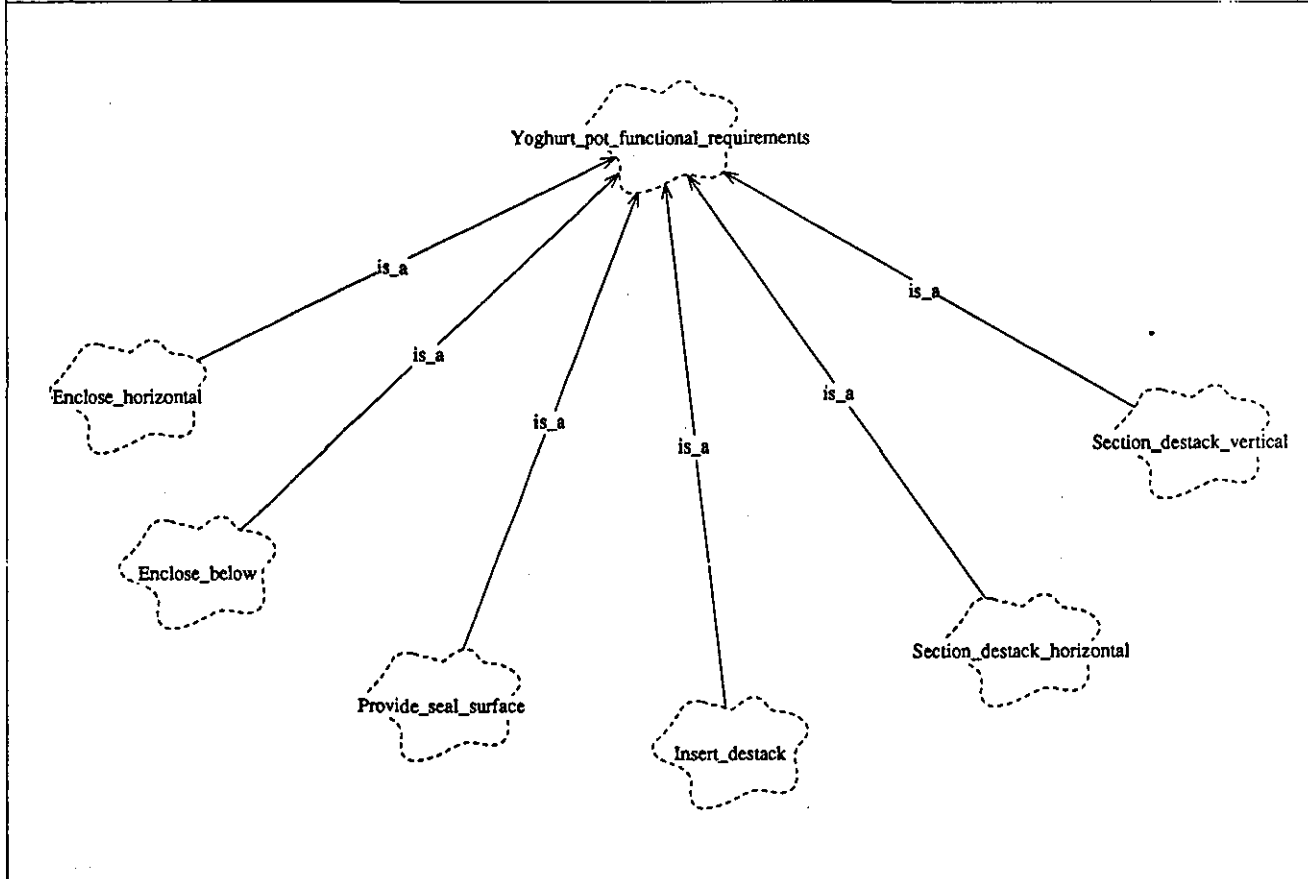 Yoghurt_pot_functional_requirements
is_a
is_a
is_a
is_a
is_a
is_a
Enclose_horizontal
Section_destack_vertical
Enclose_below
Section_destack_horizontal
Provide_seal_surface
Insert_destack